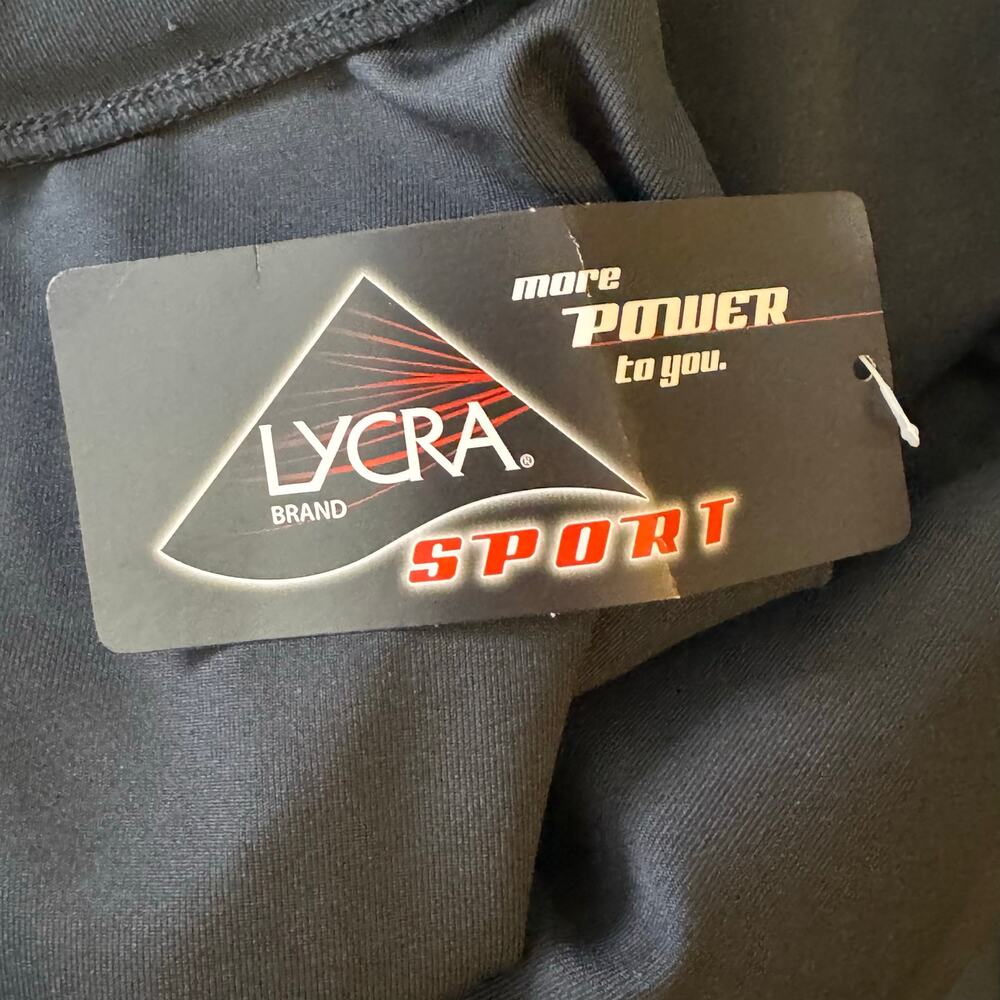 more
POWER
to you.
LYCRA®
BRAND
SPORT